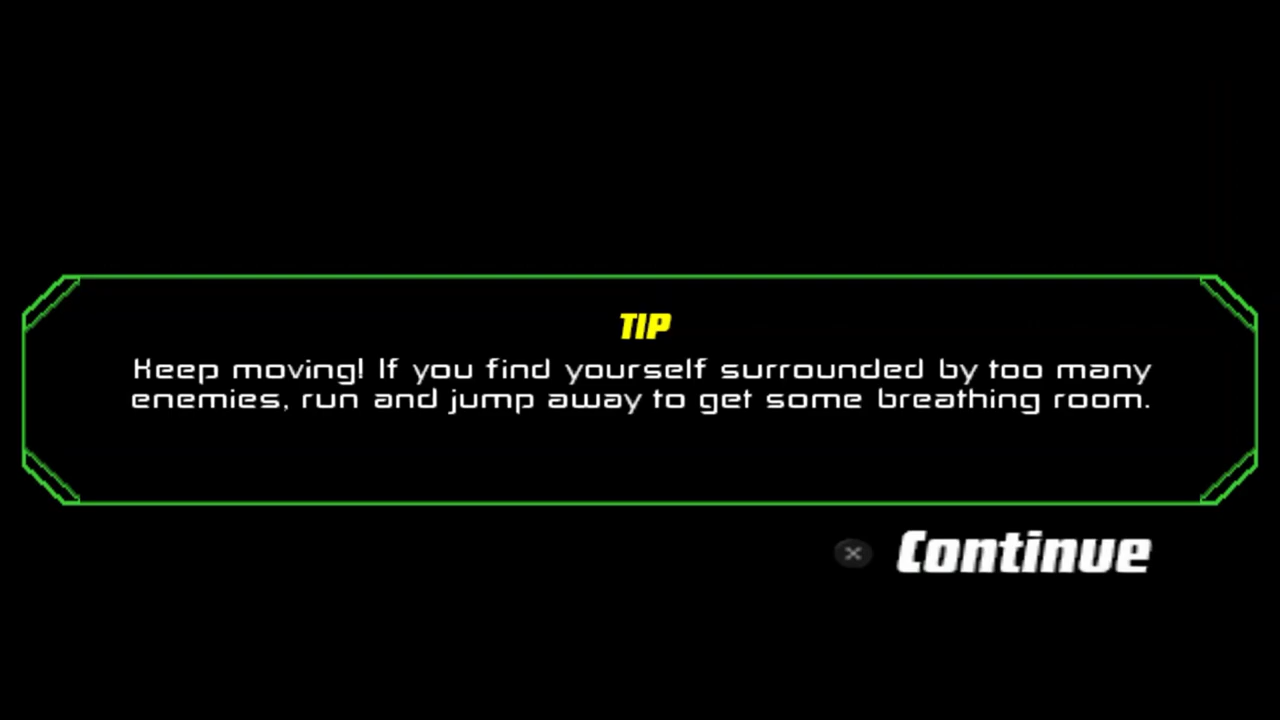 TIP
Keep moving! If you find yourself surrounded by too many
enemies, run and jump away to get some breathing room.
Continue